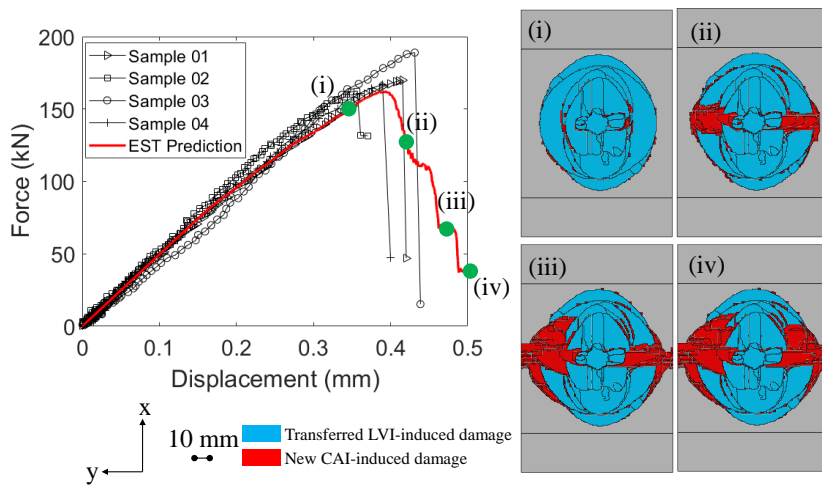 200
150
100
50
0
Force (kN)
0
0.1
0.2
0.3
0.4
0.5
Displacement (mm)
Sample 01
Sample 02
Sample 03
Sample 04
EST Prediction
(i)
(ii)
(iii)
(iv)
x
y
10 mm
Transferred LVI-induced damage
New CAI-induced damage
(i)
(ii)
(iii)
(iv)